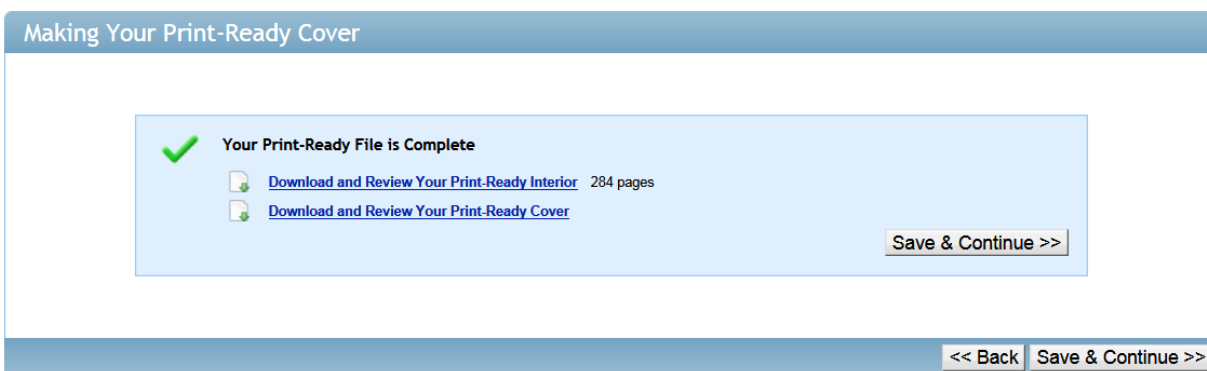 Making Your Print-Ready Cover
Your Print-Ready File is Complete
Download and Review Your Print-Ready Interior 284 pages
Download and Review Your Print-Ready Cover
Save & Continue >>
<< Back Save & Continue >>